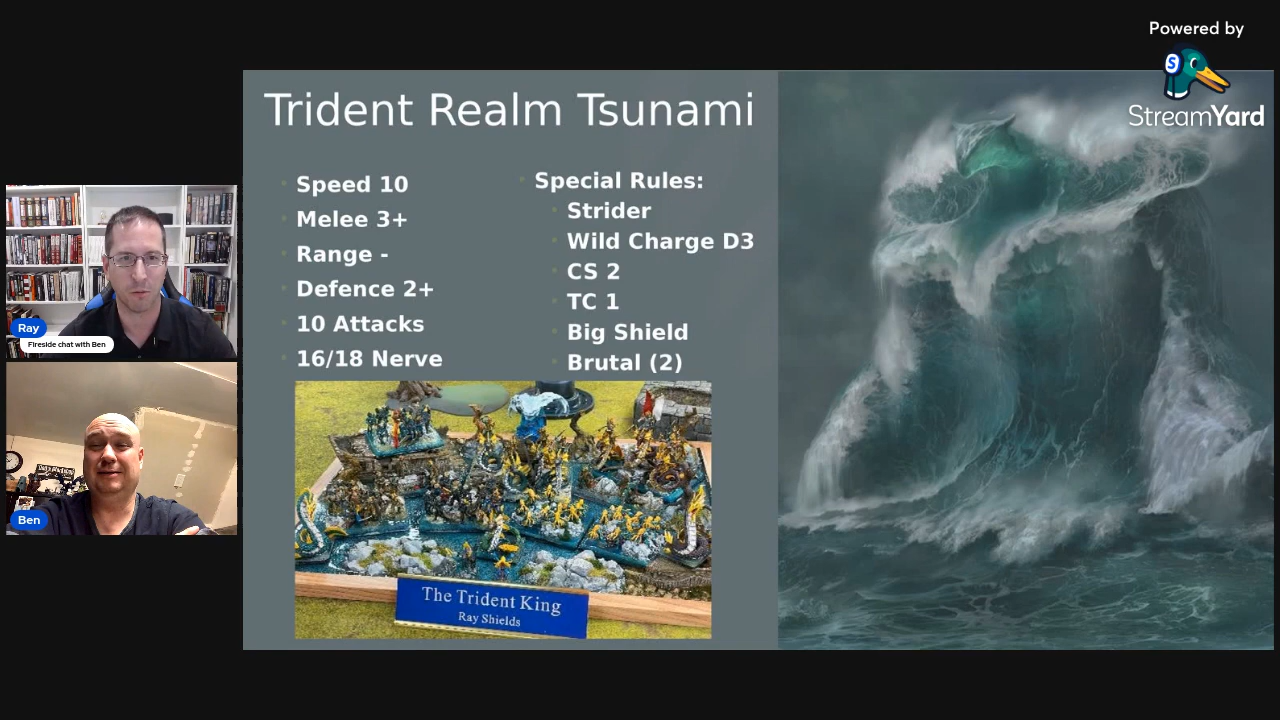 Powered by
S
StreamYard
Trident Realm Tsunami
Speed 10
Melee 3+
Range -
Defence 2+
10 Attacks
16/18 Nerve
Special Rules:
Strider
Wild Charge D3
CS 2
TC 1
Big Shield
Brutal (2)
Ray
Fireside chat with Ben
Ben
The Trident King
Ray Shields